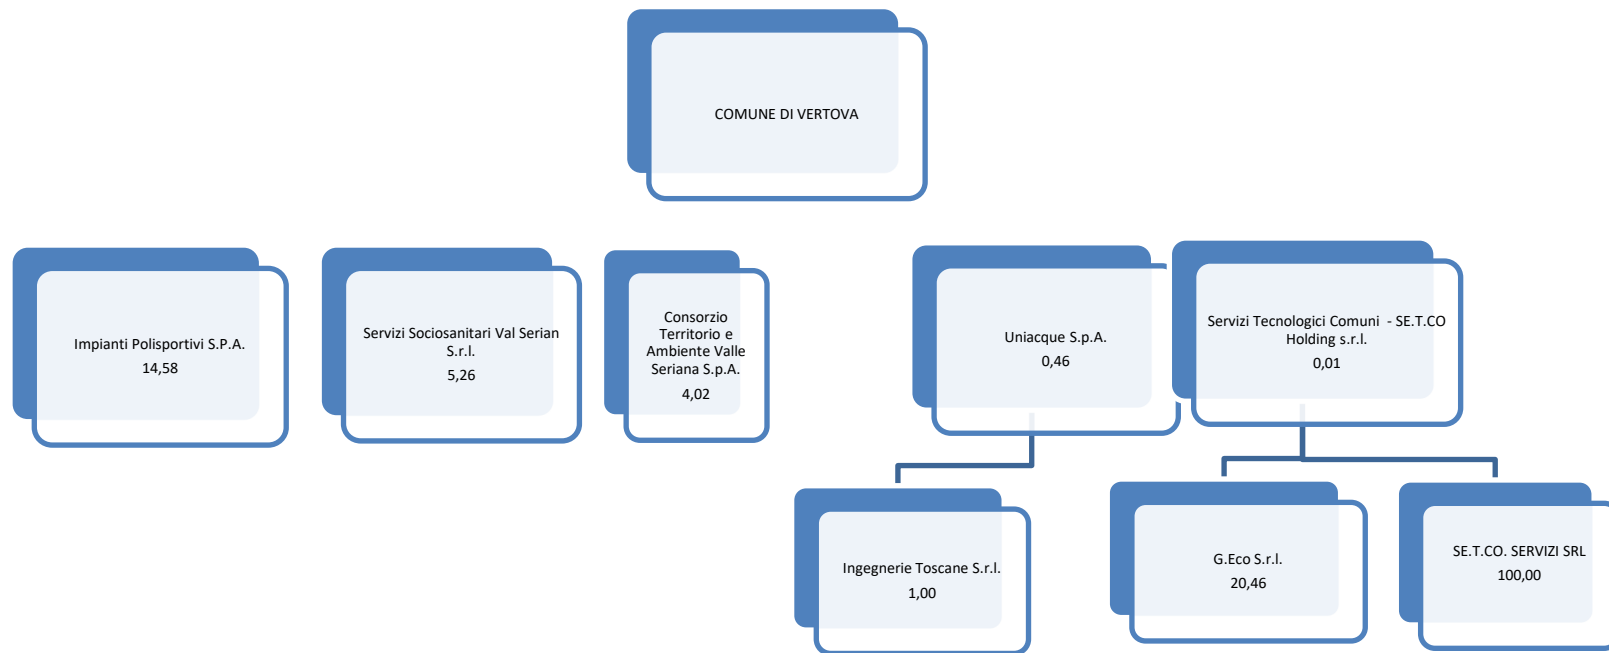 COMUNE DI VERTOVA
Impianti Polisportivi S.P.A.
14,58
Servizi Sociosanitari Val Serian
S.r.l.
5,26
Consorzio
Territorio e
Ambiente Valle
Seriana S.p.A.
4,02
Uniacque S.p.A.
0,46
Servizi Tecnologici Comuni - SE.T.CO
Holding s.r.l.
0,01
Ingegnerie Toscane S.r.l.
1,00
G.Eco S.r.l.
20,46
SE.T.CO. SERVIZI SRL
100,00